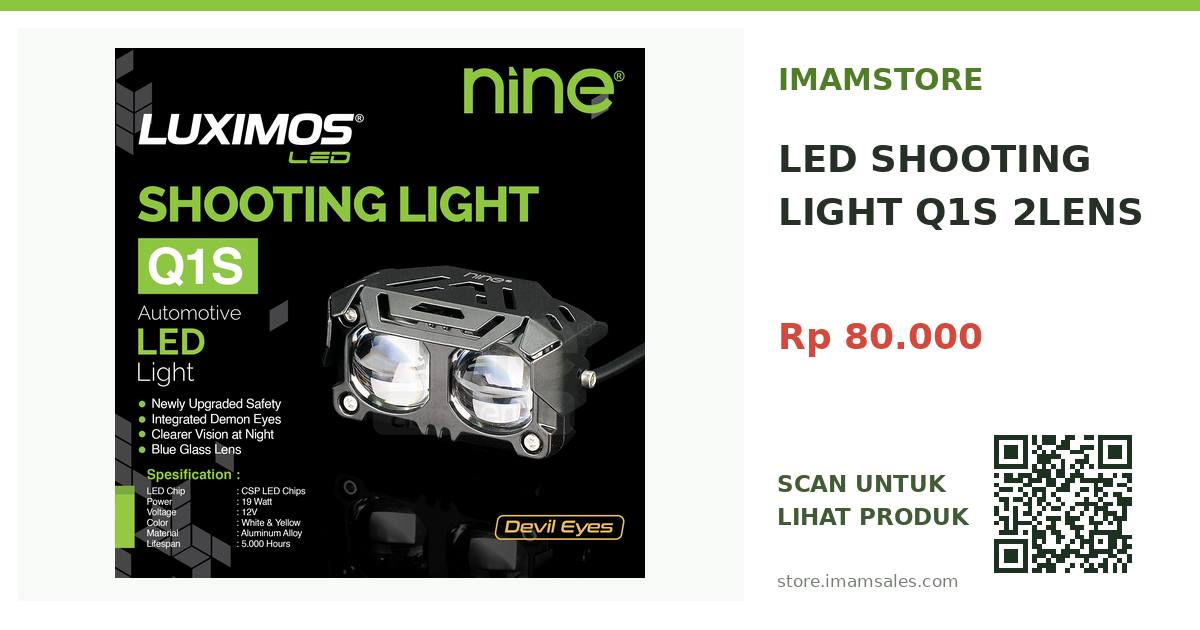 nine®
LUXIMOS®
LED
SHOOTING LIGHT
Q1S
Automotive
LED
Light
Newly Upgraded Safety
Integrated Demon Eyes
Clearer Vision at Night
Blue Glass Lens
Spesification :
LED Chip : CSP LED Chips
Power : 19 Watt
Voltage : 12V
Color : White & Yellow
Material : Aluminum Alloy
Lifespan : 5.000 Hours
nine®
Devil Eyes
IMAMSTORE
LED SHOOTING
LIGHT Q1S 2LENS
Rp 80.000
SCAN UNTUK
LIHAT PRODUK
store.imamsales.com